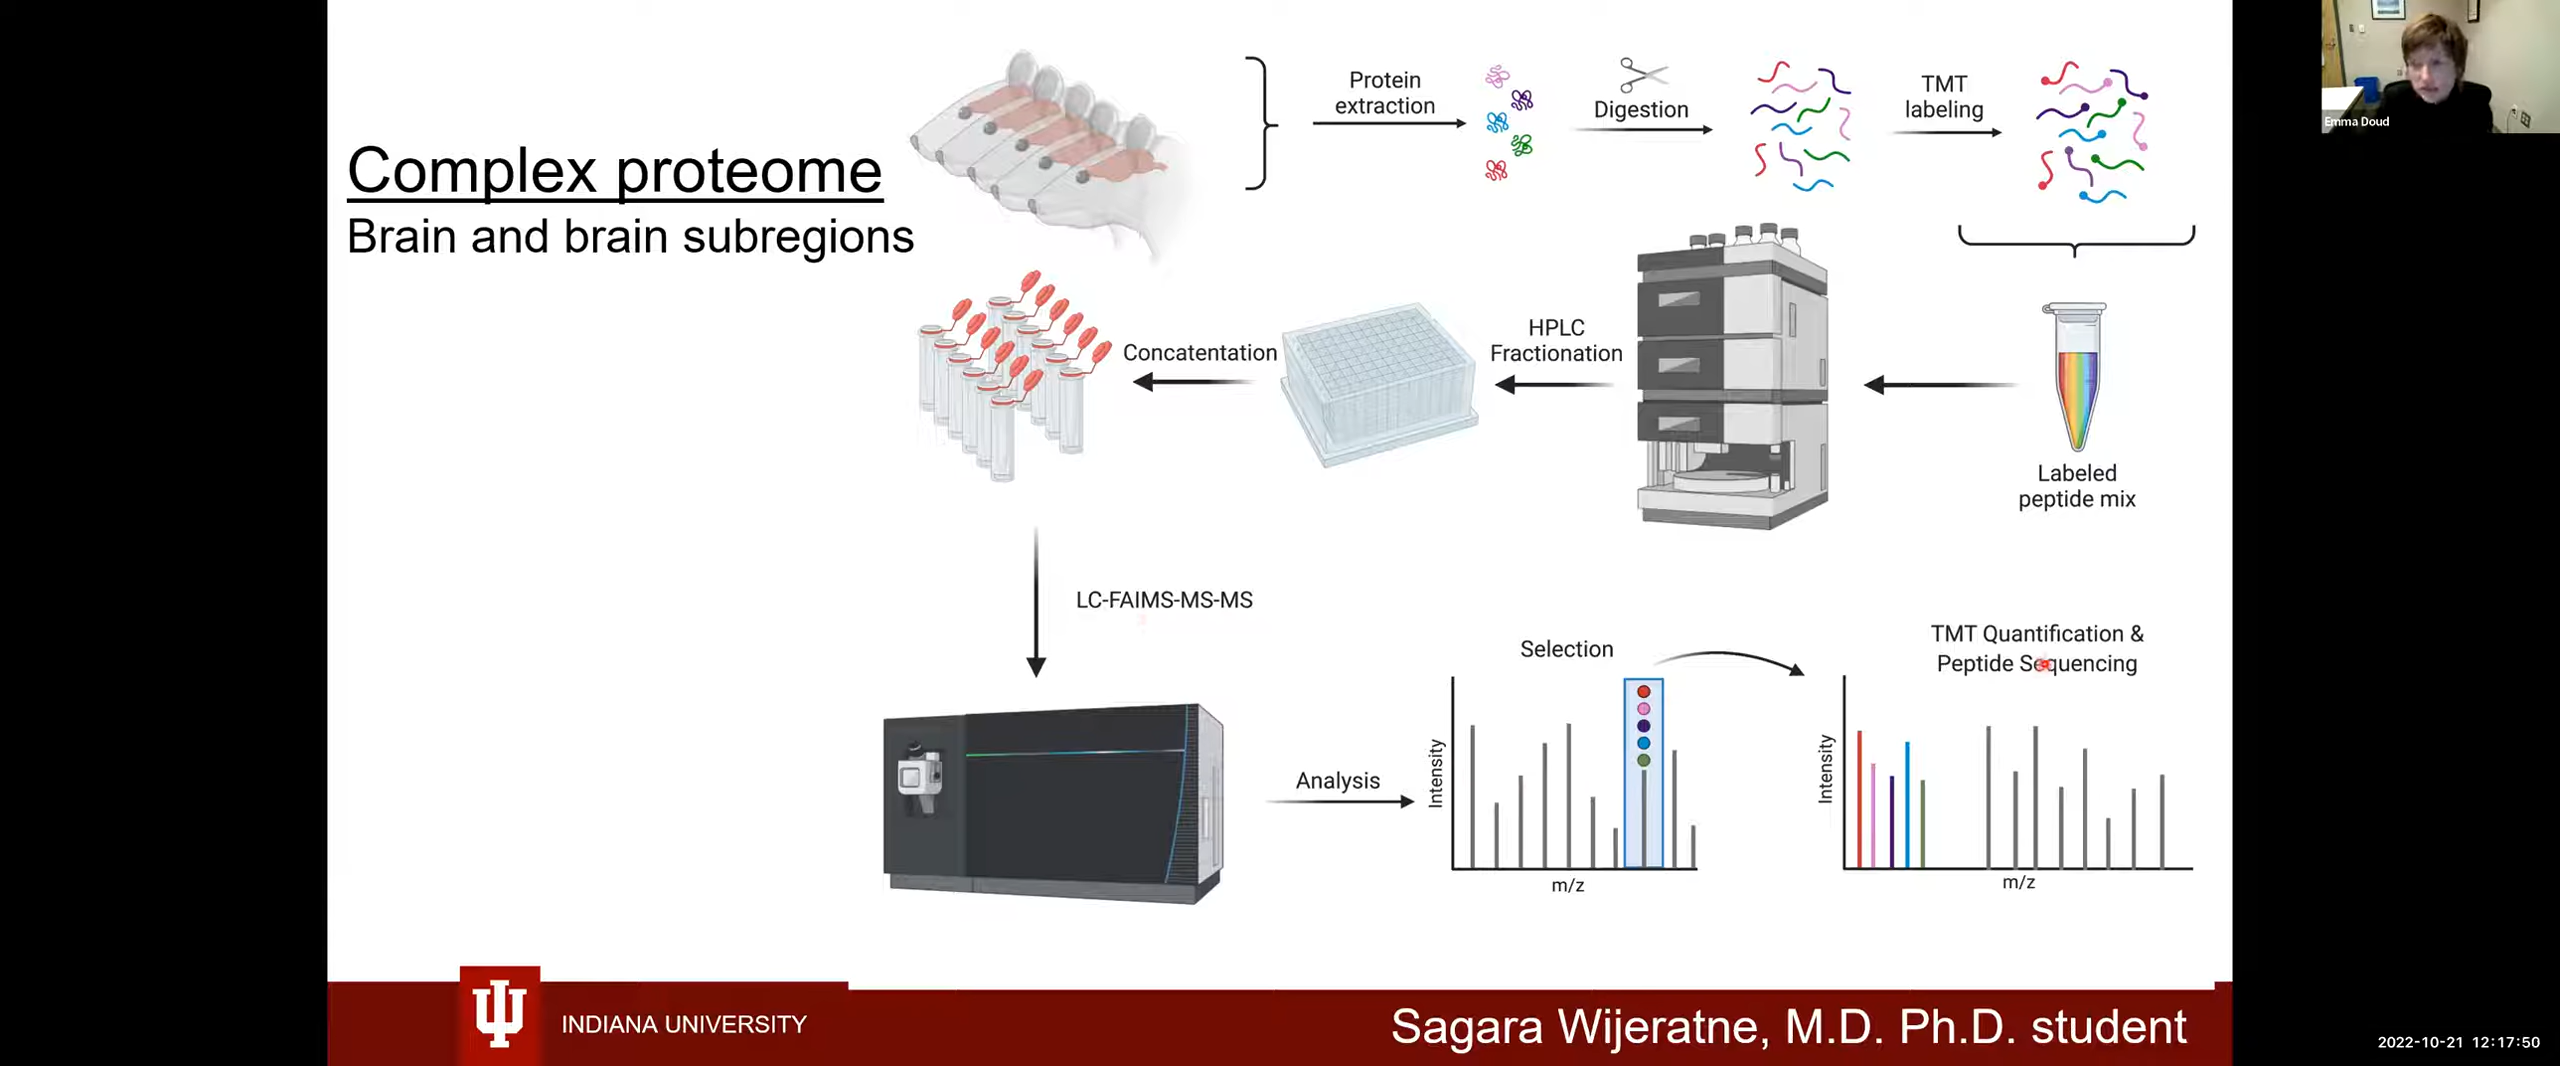 Complex proteome
Brain and brain subregions
Protein
extraction
Digestion
TMT
labeling
Emma Doud
Concatentation
HPLC
Fractionation
Labeled
peptide mix
LC-FAIMS-MS-MS
Analysis
Selection
Intensity
m/z
TMT Quantification &
Peptide Sequencing
Intensity
m/z
INDIANA UNIVERSITY
Sagara Wijeratne, M.D. Ph.D. student
2022-10-21 12:17:50